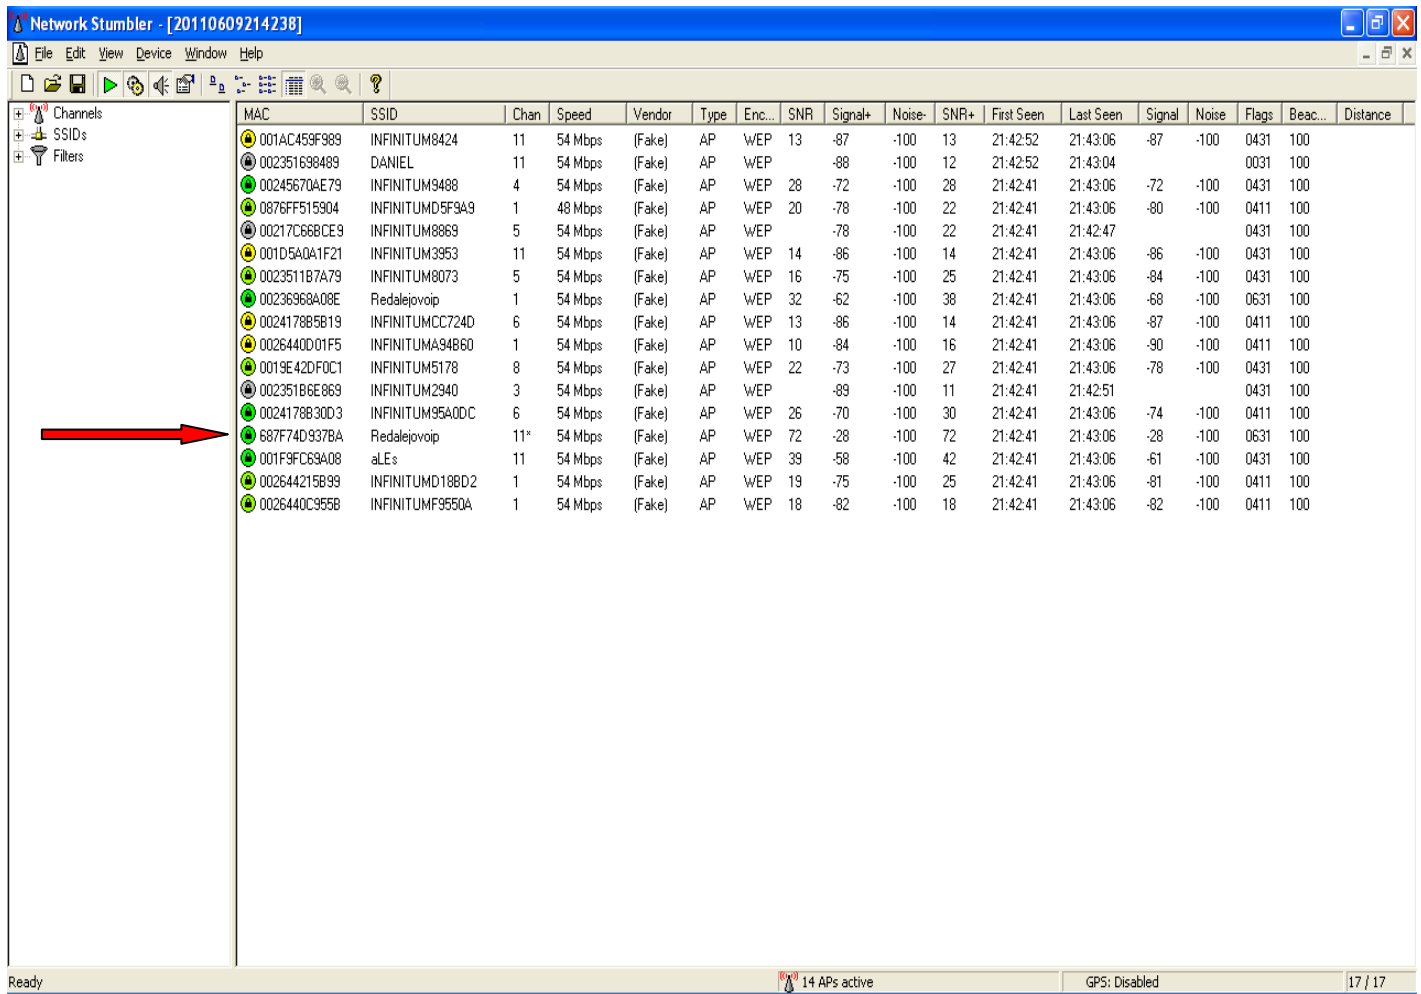 Network Stumbler - [20110609214238]
File Edit View Device Window Help
Channels
SSIDs
Filters
MAC SSID Chan Speed Vendor Type Enc... SNR Signal+ Noise- SNR+ First Seen Last Seen Signal Noise Flags Beac... Distance
001AC459F989 INFINITUM8424 11 54 Mbps (Fake) AP WEP 13 -87 -100 13 21:42:52 21:43:06 -87 -100 0431 100
002351698489 DANIEL 11 54 Mbps (Fake) AP WEP -88 -100 12 21:42:52 21:43:04 0031 100
00245670AE79 INFINITUM9488 4 54 Mbps (Fake) AP WEP 28 -72 -100 28 21:42:41 21:43:06 -72 -100 0431 100
0876FF515904 INFINITUMD5F9A9 1 48 Mbps (Fake) AP WEP 20 -78 -100 22 21:42:41 21:43:06 -80 -100 0411 100
00217C66BCE9 INFINITUM8869 5 54 Mbps (Fake) AP WEP -78 -100 22 21:42:41 21:42:47 0431 100
001D5A0A1F21 INFINITUM3953 11 54 Mbps (Fake) AP WEP 14 -86 -100 14 21:42:41 21:43:06 -86 -100 0431 100
0023511B7A79 INFINITUM8073 5 54 Mbps (Fake) AP WEP 16 -75 -100 25 21:42:41 21:43:06 -84 -100 0431 100
00236968A08E Redalejovoip 1 54 Mbps (Fake) AP WEP 32 -62 -100 38 21:42:41 21:43:06 -68 -100 0631 100
0024178B5B19 INFINITUMCC724D 6 54 Mbps (Fake) AP WEP 13 -86 -100 14 21:42:41 21:43:06 -87 -100 0411 100
0026440D01F5 INFINITUMA94B60 1 54 Mbps (Fake) AP WEP 10 -84 -100 16 21:42:41 21:43:06 -90 -100 0411 100
0019E42DF0C1 INFINITUM5178 8 54 Mbps (Fake) AP WEP 22 -73 -100 27 21:42:41 21:43:06 -78 -100 0431 100
002351B6E869 INFINITUM2940 3 54 Mbps (Fake) AP WEP -89 -100 11 21:42:41 21:42:51 0431 100
0024178B30D3 INFINITUM95A0DC 6 54 Mbps (Fake) AP WEP 26 -70 -100 30 21:42:41 21:43:06 -74 -100 0411 100
687F74D937BA Redalejovoip 11* 54 Mbps (Fake) AP WEP 72 -28 -100 72 21:42:41 21:43:06 -28 -100 0631 100
001F9FC69A08 aLEs 11 54 Mbps (Fake) AP WEP 39 -58 -100 42 21:42:41 21:43:06 -61 -100 0431 100
002644215B99 INFINITUMD18BD2 1 54 Mbps (Fake) AP WEP 19 -75 -100 25 21:42:41 21:43:06 -81 -100 0411 100
0026440C955B INFINITUMF9550A 1 54 Mbps (Fake) AP WEP 18 -82 -100 18 21:42:41 21:43:06 -82 -100 0411 100
Ready 14 APs active GPS: Disabled 17 / 17